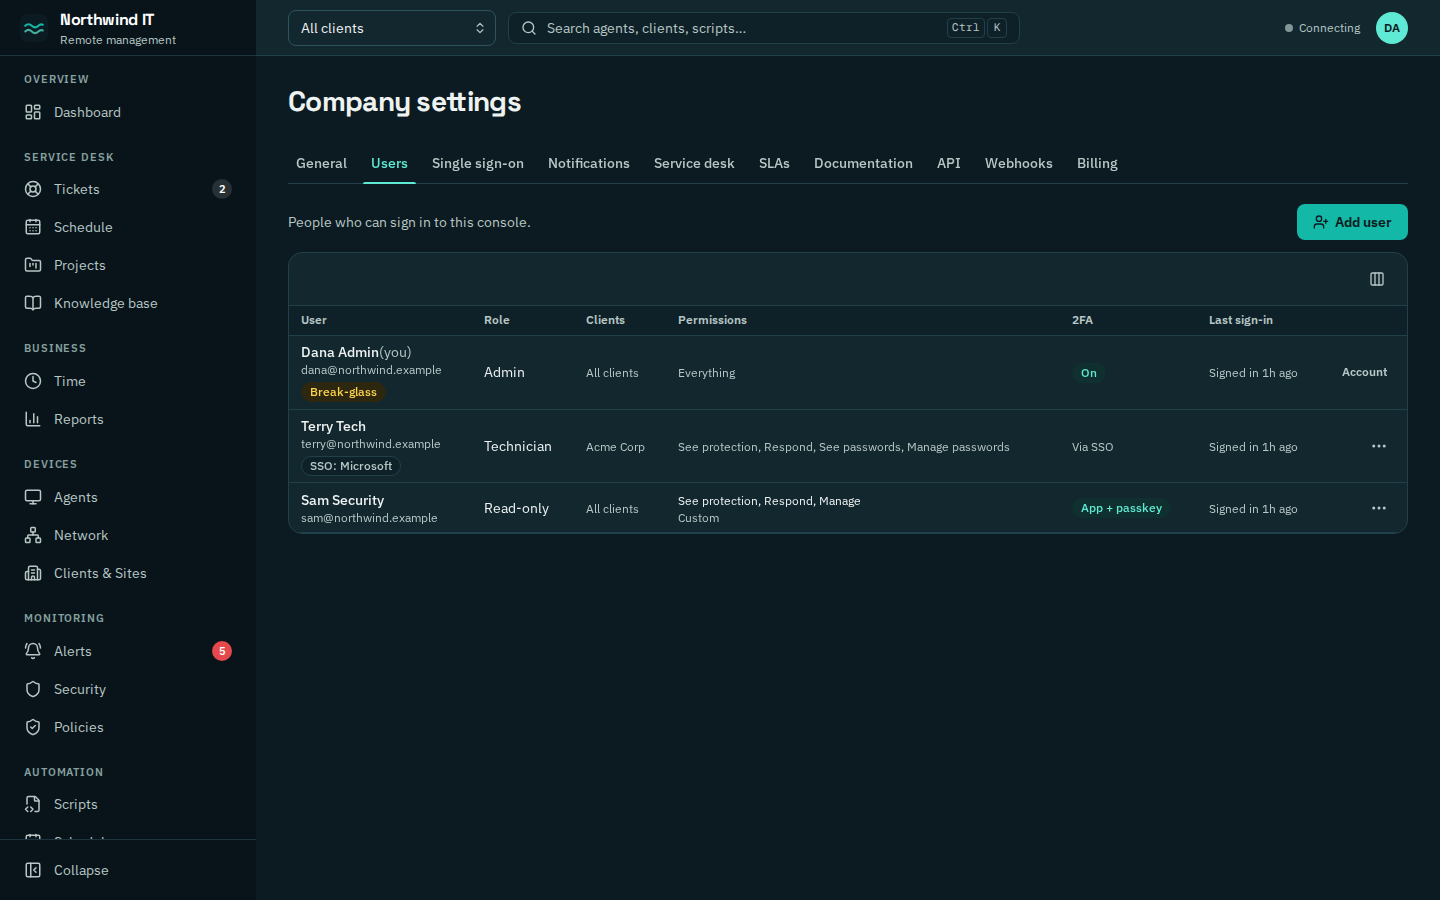 Northwind IT
Remote management
All clients
Search agents, clients, scripts...
Ctrl K
Connecting
DA
OVERVIEW
Dashboard
SERVICE DESK
Tickets 2
Schedule
Projects
Knowledge base
BUSINESS
Time
Reports
DEVICES
Agents
Network
Clients & Sites
MONITORING
Alerts 5
Security
Policies
AUTOMATION
Scripts
Collapse
Company settings
General Users Single sign-on Notifications Service desk SLAs Documentation API Webhooks Billing
People who can sign in to this console.
Add user
User Role Clients Permissions 2FA Last sign-in
Dana Admin(you)
dana@northwind.example
Break-glass
Admin All clients Everything On Signed in 1h ago Account
Terry Tech
terry@northwind.example
SSO: Microsoft
Technician Acme Corp See protection, Respond, See passwords, Manage passwords Via SSO Signed in 1h ago
Sam Security
sam@northwind.example
Read-only All clients
See protection, Respond, Manage
Custom
App + passkey Signed in 1h ago